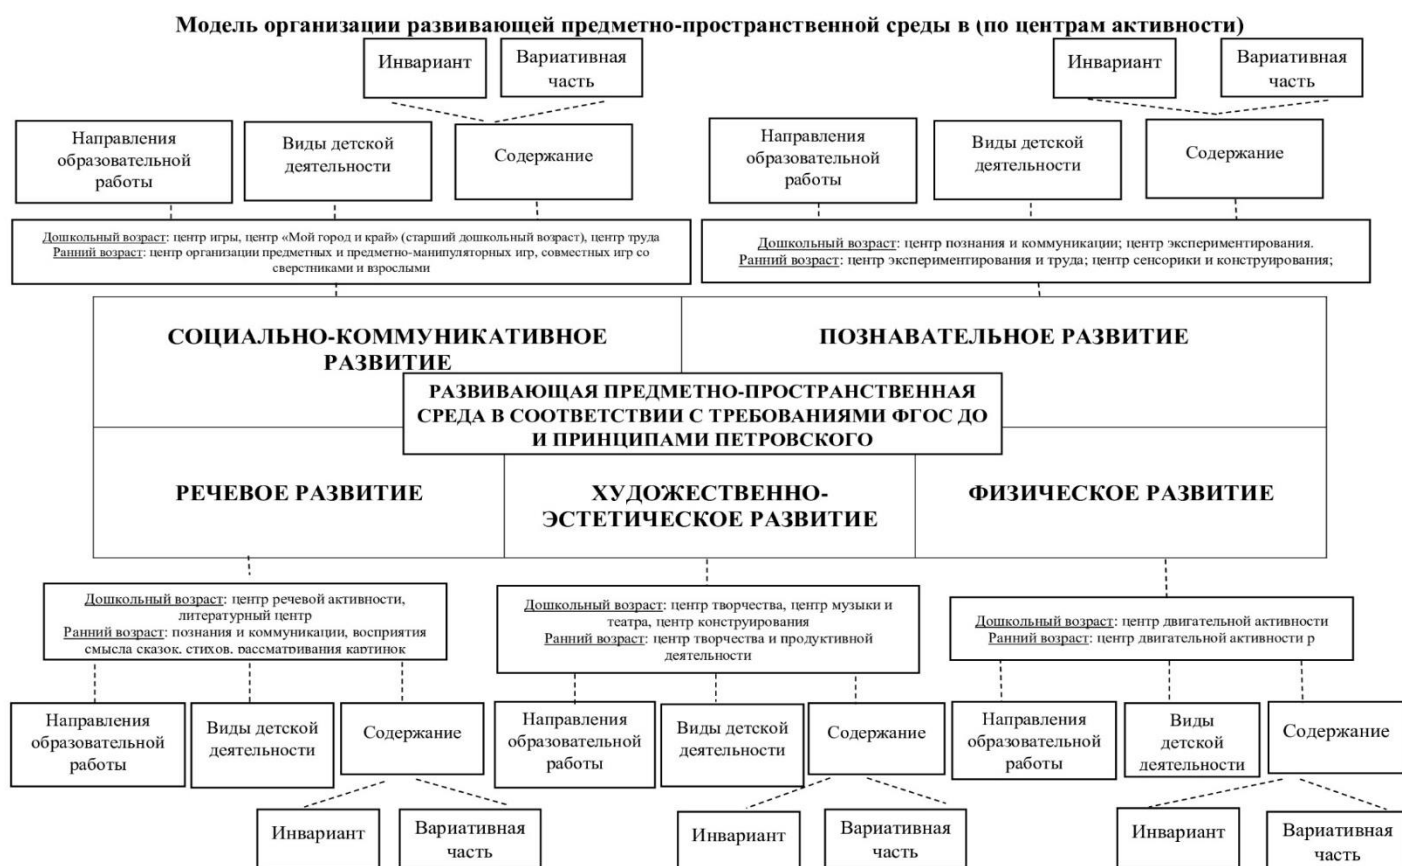 Модель организации развивающей предметно-пространственной среды в (по центрам активности)
Инвариант
Вариативная
часть
Инвариант
Вариативная
часть
Направления
образовательной
работы
Виды детской
деятельности
Содержание
Направления
образовательной
работы
Виды детской
деятельности
Содержание
Дошкольный возраст: центр игры, центр «Мой город и край» (старший дошкольный возраст), центр труда
Ранний возраст: центр организации предметных и предметно-манипуляторных игр, совместных игр со
сверстниками и взрослыми
Дошкольный возраст: центр познания и коммуникации; центр экспериментирования.
Ранний возраст: центр экспериментирования и труда; центр сенсорики и конструирования;
СОЦИАЛЬНО-КОММУНИКАТИВНОЕ
РАЗВИТИЕ
ПОЗНАВАТЕЛЬНОЕ РАЗВИТИЕ
РАЗВИВАЮЩАЯ ПРЕДМЕТНО-ПРОСТРАНСТВЕННАЯ
СРЕДА В СООТВЕТСТВИИ С ТРЕБОВАНИЯМИ ФГОС ДО
И ПРИНЦИПАМИ ПЕТРОВСКОГО
РЕЧЕВОЕ РАЗВИТИЕ
ХУДОЖЕСТВЕННО-
ЭСТЕТИЧЕСКОЕ РАЗВИТИЕ
ФИЗИЧЕСКОЕ РАЗВИТИЕ
Дошкольный возраст: центр речевой активности,
литературный центр
Ранний возраст: познания и коммуникации, восприятия
смысла сказок, стихов, рассматривания картинок
Дошкольный возраст: центр творчества, центр музыки и
театра, центр конструирования
Ранний возраст: центр творчества и продуктивной
деятельности
Дошкольный возраст: центр двигательной активности
Ранний возраст: центр двигательной активности р
Направления
образовательной
работы
Виды детской
деятельности
Содержание
Направления
образовательной
работы
Виды детской
деятельности
Содержание
Направления
образовательной
работы
Виды
детской
деятельности
Содержание
Инвариант
Вариативная
часть
Инвариант
Вариативная
часть
Инвариант
Вариативная
часть